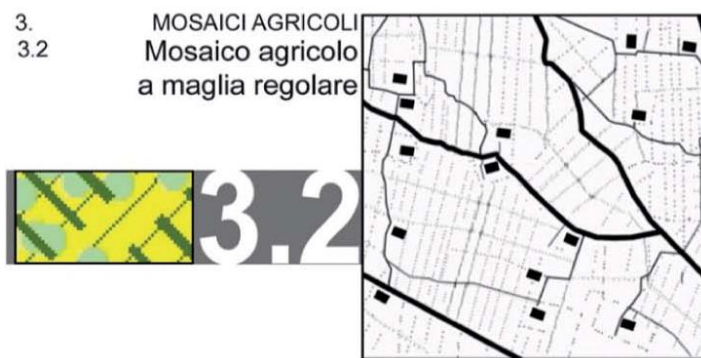 3. MOSAICI AGRICOLI
3.2 Mosaico agricolo
a maglia regolare
3.2